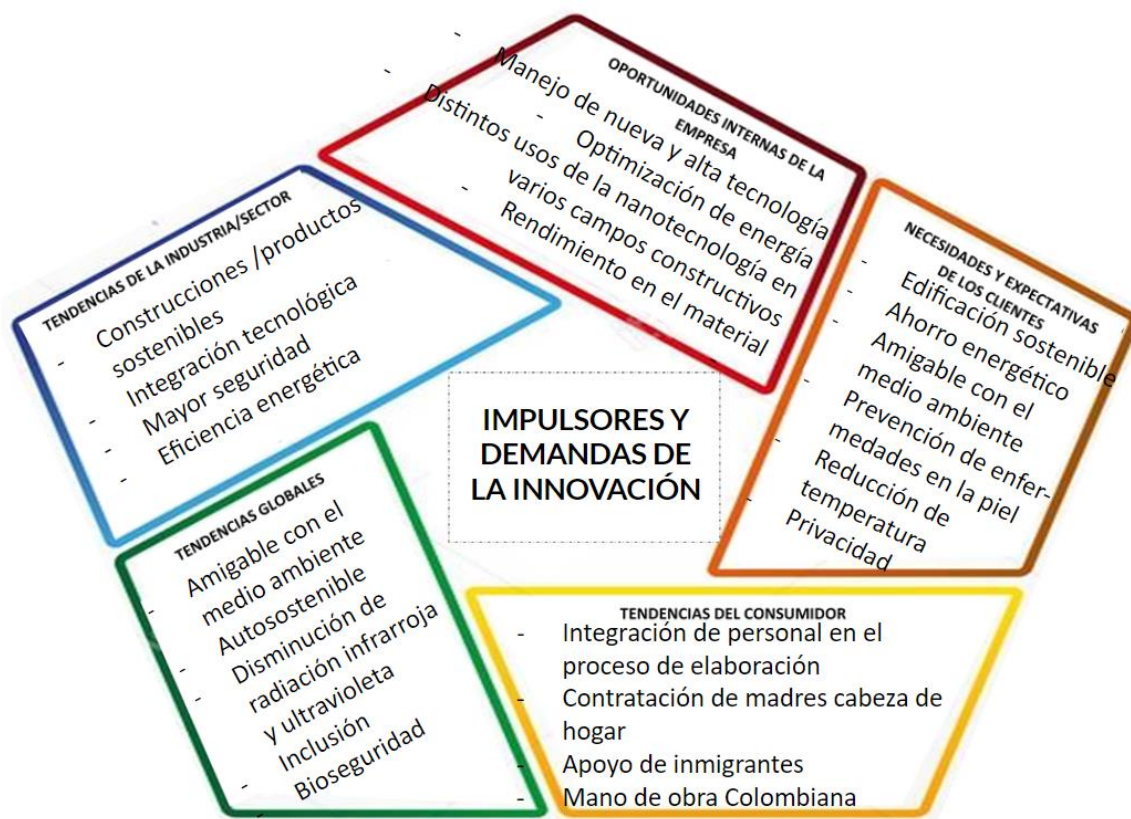 OPORTUNIDADES INTERNAS DE LA
EMPRESA
- Manejo de nueva y alta tecnología
- Optimización de energía
- Distintos usos de la nanotecnología en
varios campos constructivos
- Rendimiento en el material
TENDENCIAS DE LA INDUSTRIA/SECTOR
- Construcciones /productos
sostenibles
- Integración tecnológica
- Mayor seguridad
- Eficiencia energética
NECESIDADES Y EXPECTATIVAS
DE LOS CLIENTES
- Edificación sostenible
- Ahorro energético
- Amigable con el
medio ambiente
- Prevención de enfer-
medades en la piel
- Reducción de
temperatura
- Privacidad
IMPULSORES Y
DEMANDAS DE
LA INNOVACIÓN
TENDENCIAS GLOBALES
- Amigable con el
medio ambiente
- Autosostenible
- Disminución de
radiación infrarroja
y ultravioleta
- Inclusión
- Bioseguridad
TENDENCIAS DEL CONSUMIDOR
- Integración de personal en el
proceso de elaboración
- Contratación de madres cabeza de
hogar
- Apoyo de inmigrantes
- Mano de obra Colombiana